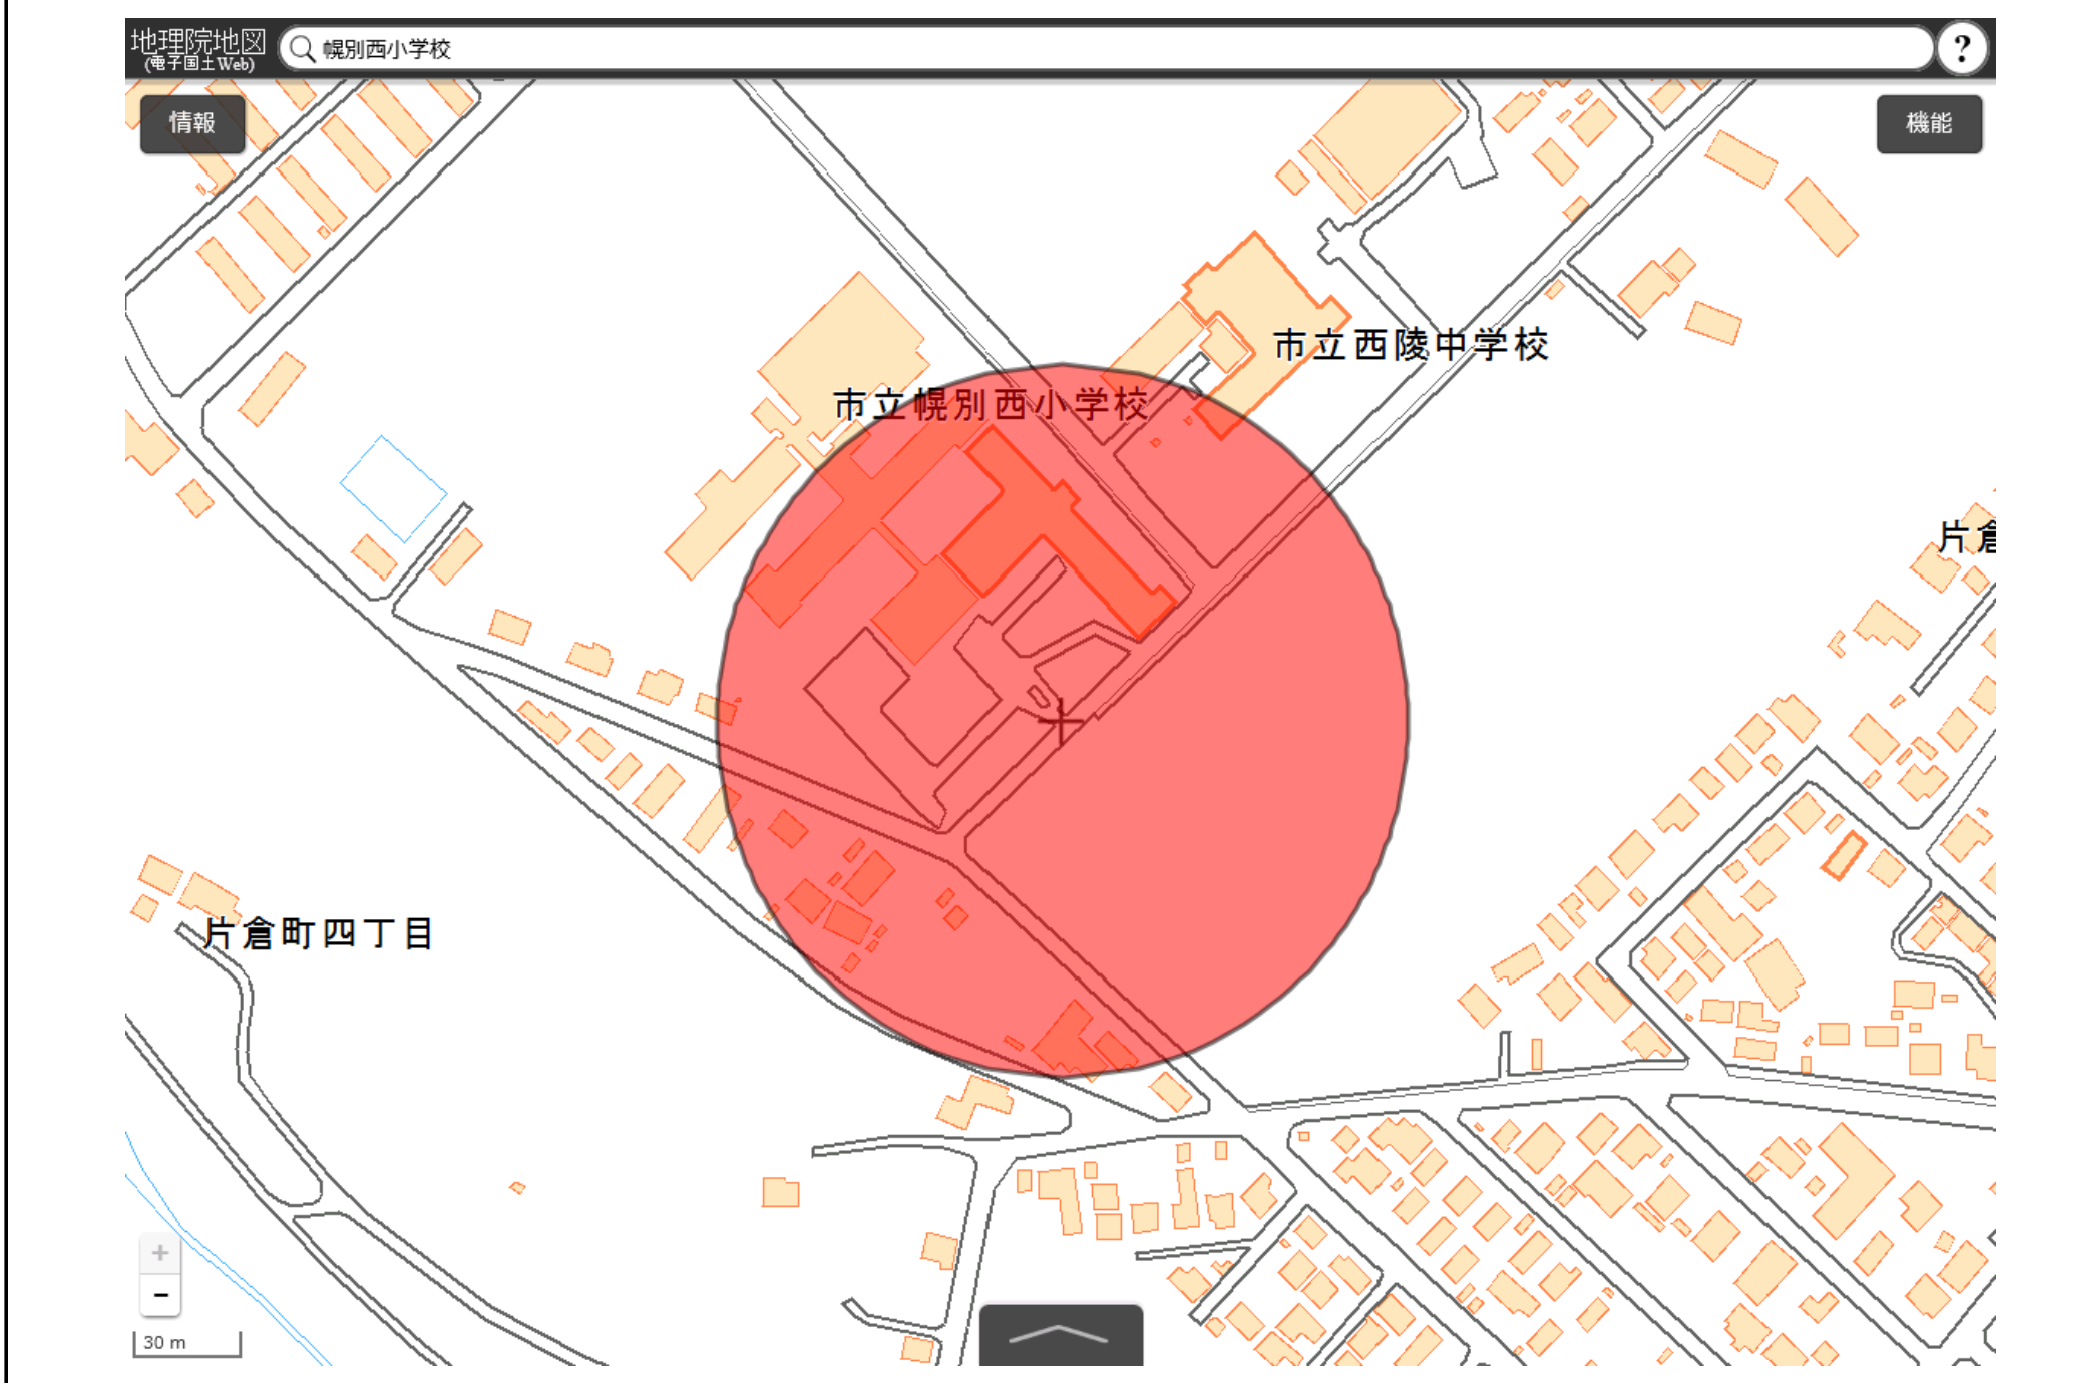 地理院地図
(電子国土Web)
幌別西小学校
?
情報
機能
市立西陵中学校
市立幌別西小学校
片倉
片倉町四丁目
+
−
30 m